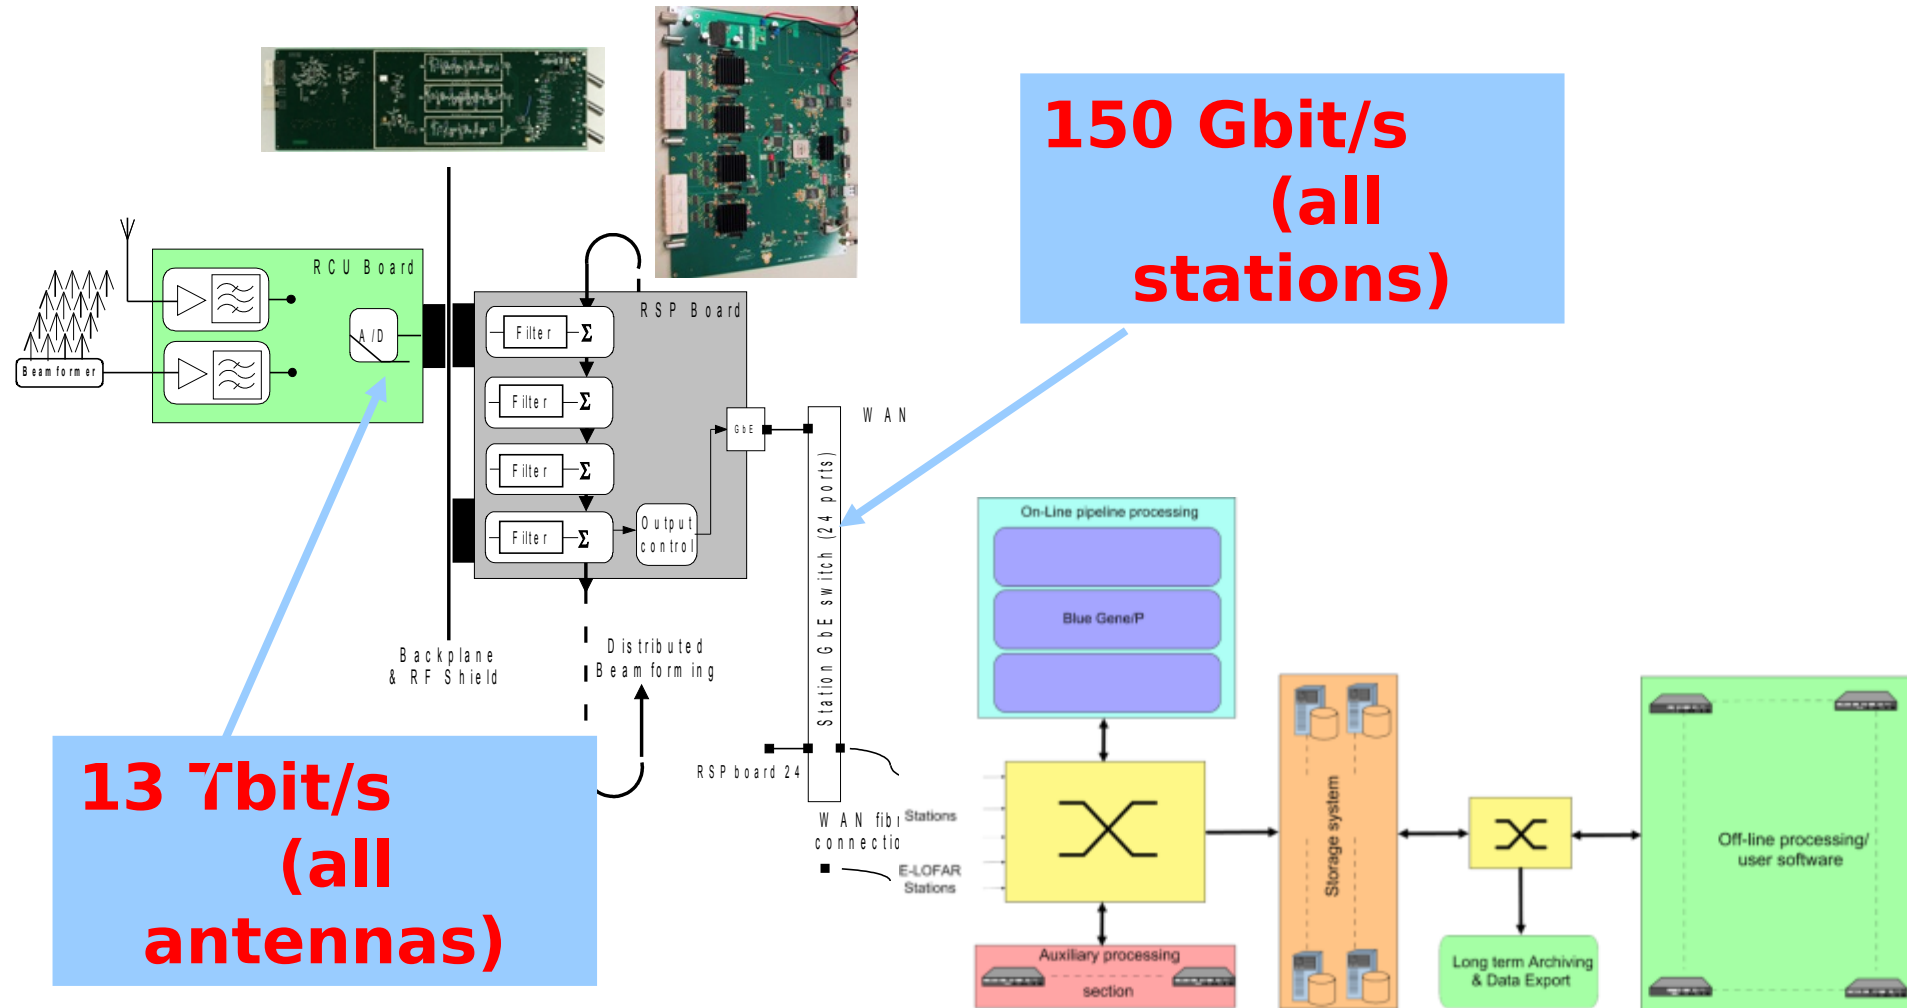 150 Gbit/s
(all
stations)
RCU Board
A/D
Beamformer
RSP Board
Filter
Σ
Filter
Σ
Filter
Σ
Filter
Σ
Output
control
GbE
WAN
Station GbE switch (24 ports)
Backplane
& RF Shield
Distributed
Beamforming
RSP board 24
WAN fibr
connectio
13 Tbit/s
(all
antennas)
On-Line pipeline processing
Blue Gene/P
Stations
E-LOFAR
Stations
Storage system
Off-line processing/
user software
Auxiliary processing
section
Long term Archiving
& Data Export